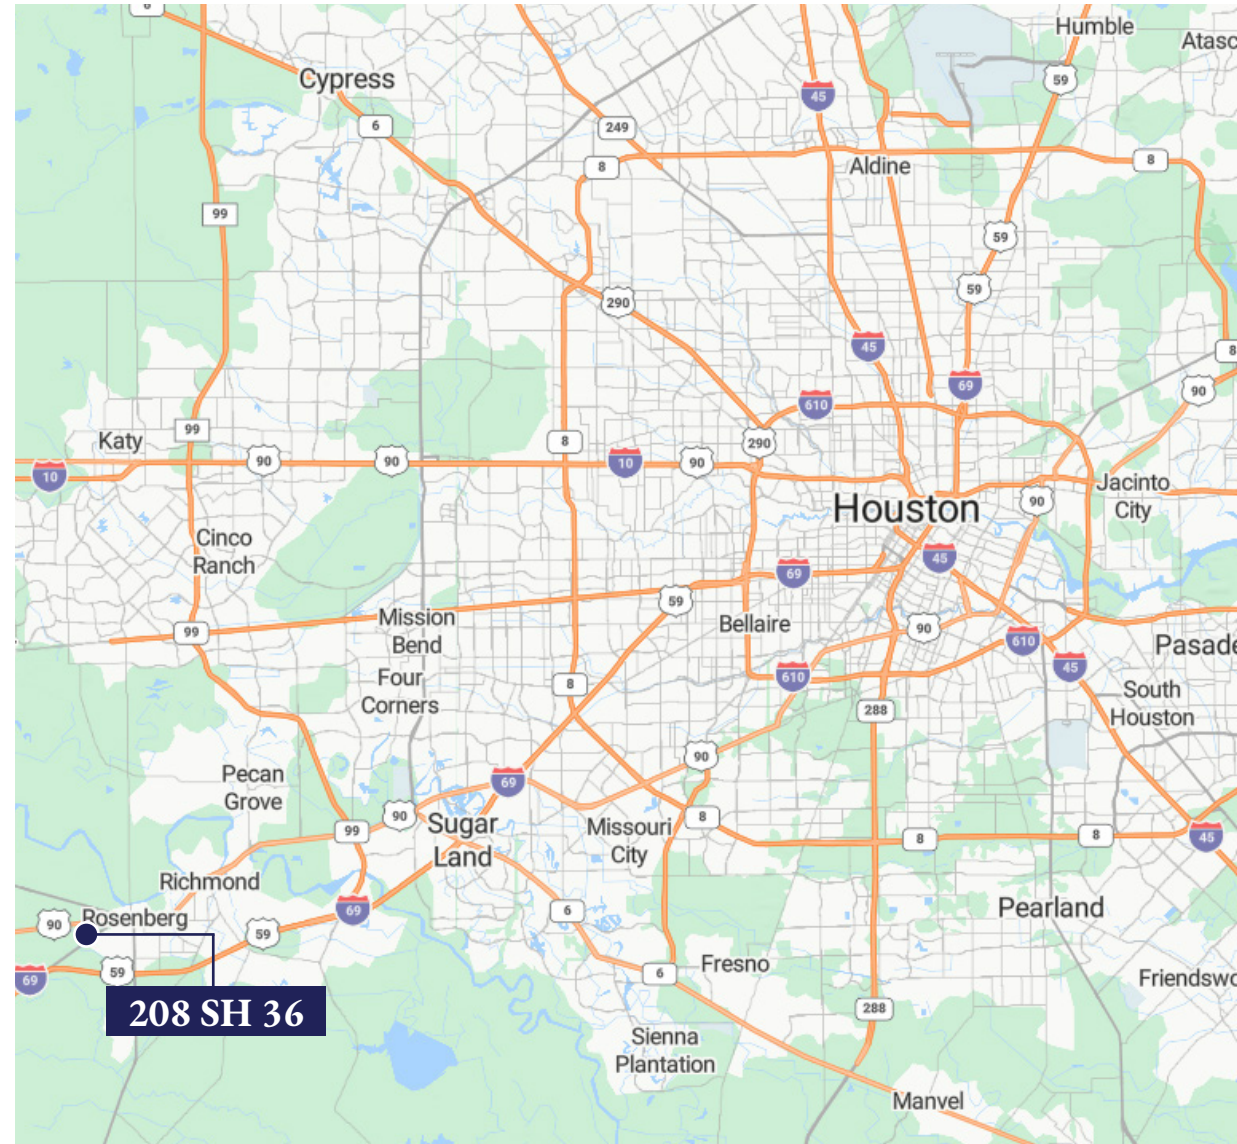 6
Humble
Atasc
Cypress
59
45
6
249
8
Aldine
8
99
59
59
290
45
8
69
90
610
99
Katy
8
290
90
90
10
90
10
Jacinto
City
90
Houston
Cinco
Ranch
45
69
59
Mission
Bend
Bellaire
90
99
610
Pasade
45
Four
Corners
8
610
South
Houston
288
90
Pecan
Grove
69
90
8
99
Sugar
Land
Missouri
City
8
8
45
Richmond
69
6
Pearland
Rosenberg
90
59
Fresno
6
59
69
Friendswo
208 SH 36
288
Sienna
Plantation
Manvel